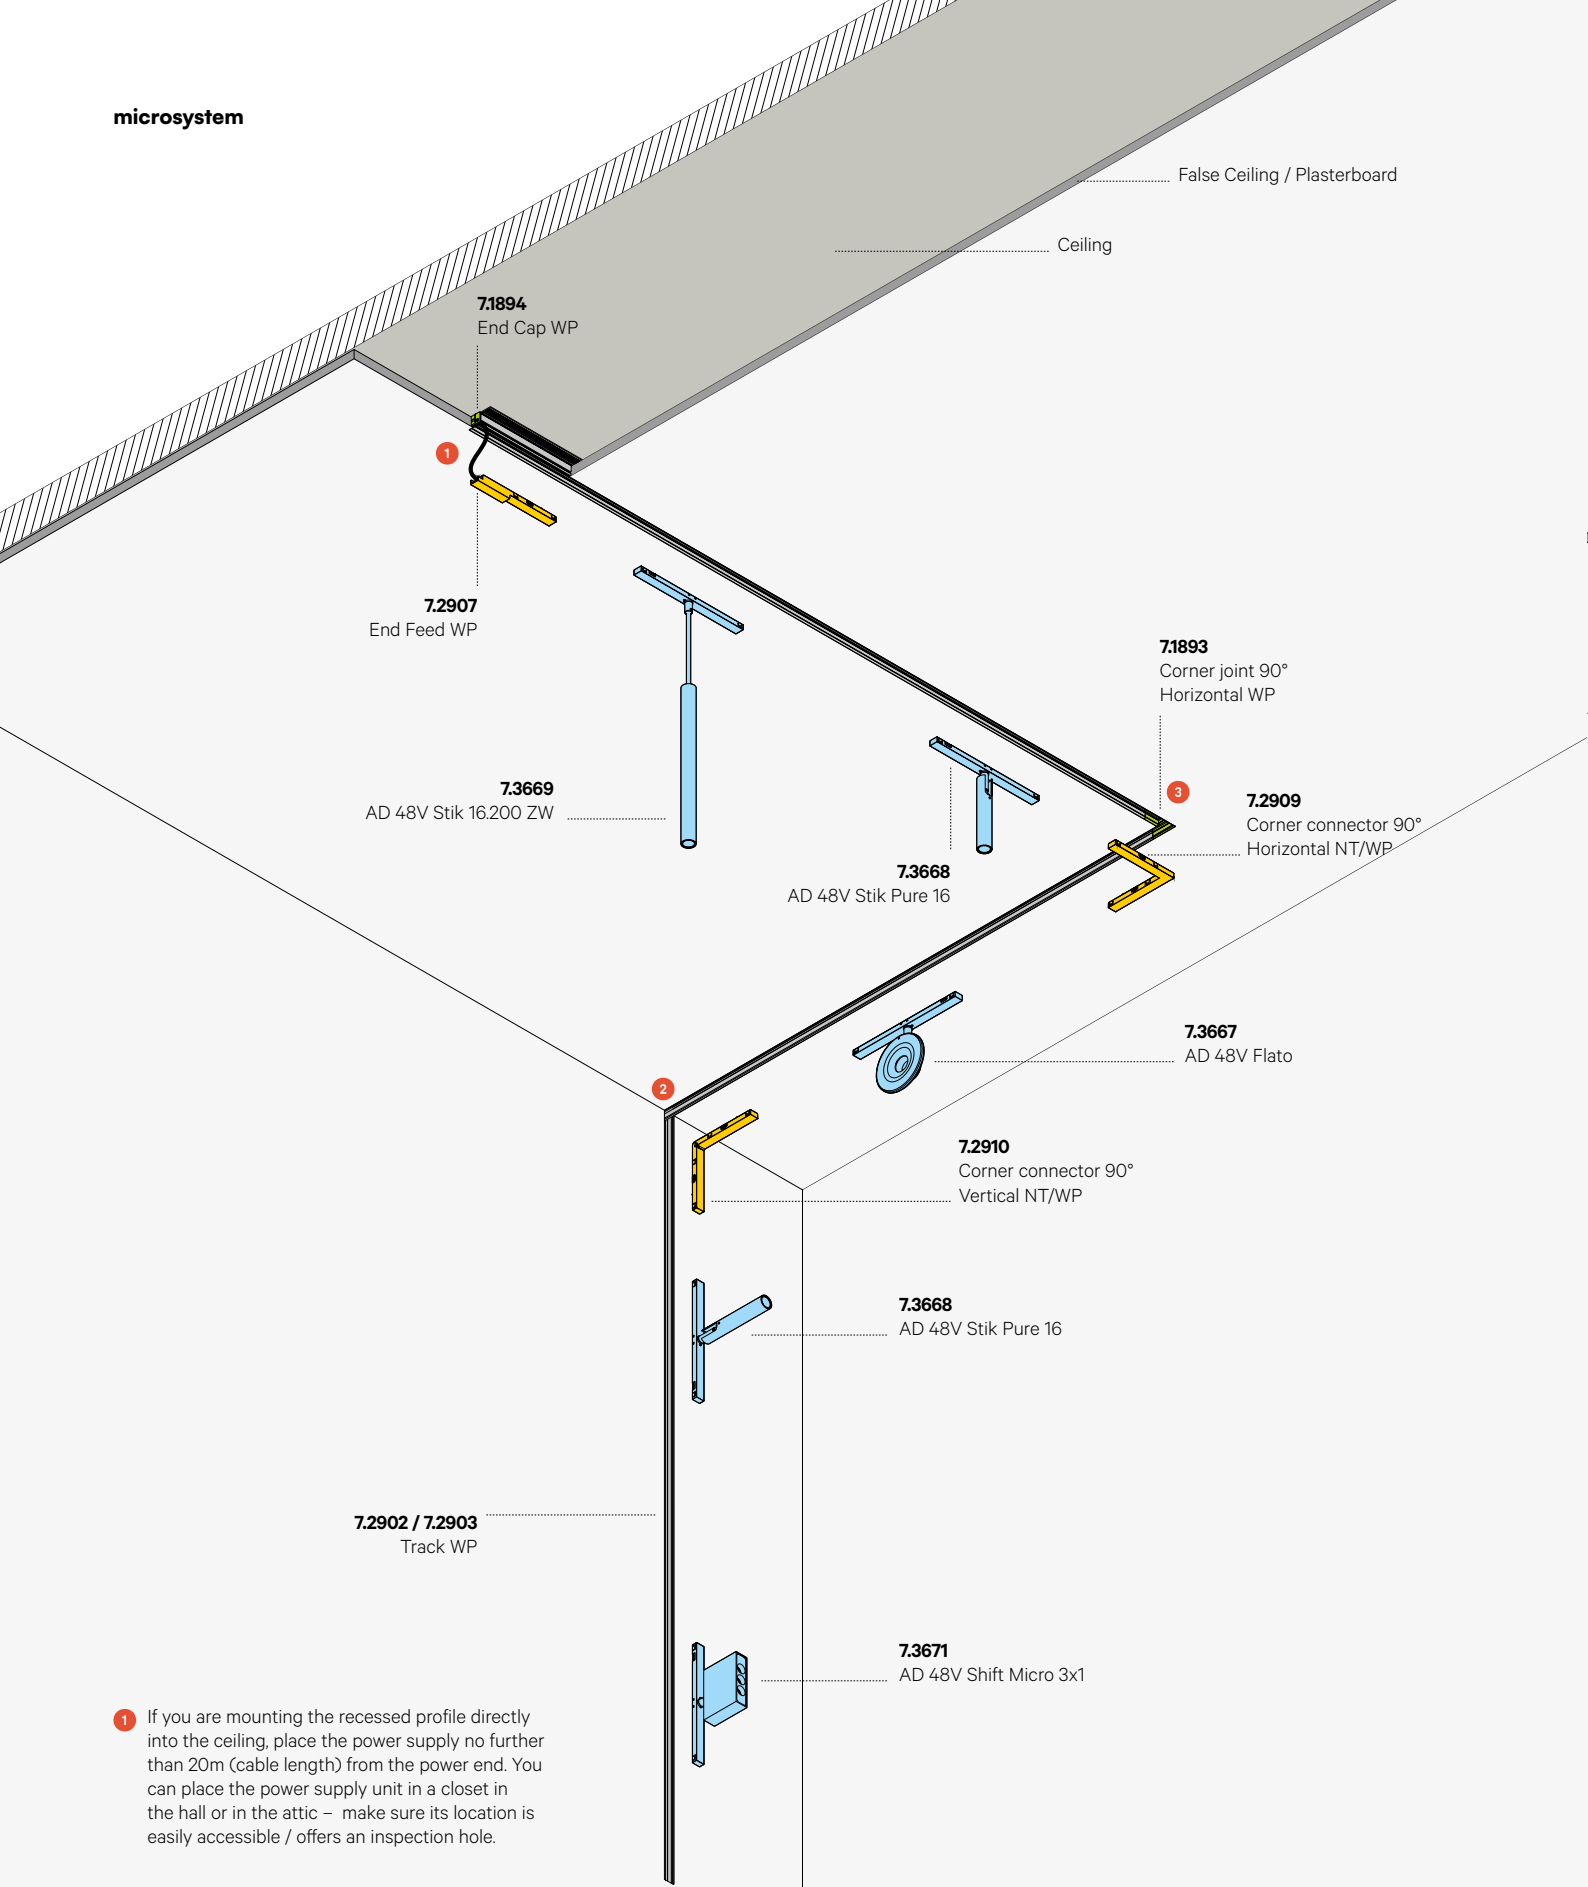 microsystem
False Ceiling / Plasterboard
Ceiling
7.1894
End Cap WP
1
7.2907
End Feed WP
7.1893
Corner joint 90°
Horizontal WP
7.3669
AD 48V Stik 16.200 ZW
3
7.2909
Corner connector 90°
Horizontal NT/WP
7.3668
AD 48V Stik Pure 16
7.3667
AD 48V Flato
2
7.2910
Corner connector 90°
Vertical NT/WP
7.3668
AD 48V Stik Pure 16
7.2902 / 7.2903
Track WP
7.3671
AD 48V Shift Micro 3x1
1 If you are mounting the recessed profile directly
into the ceiling, place the power supply no further
than 20m (cable length) from the power end. You
can place the power supply unit in a closet in
the hall or in the attic – make sure its location is
easily accessible / offers an inspection hole.